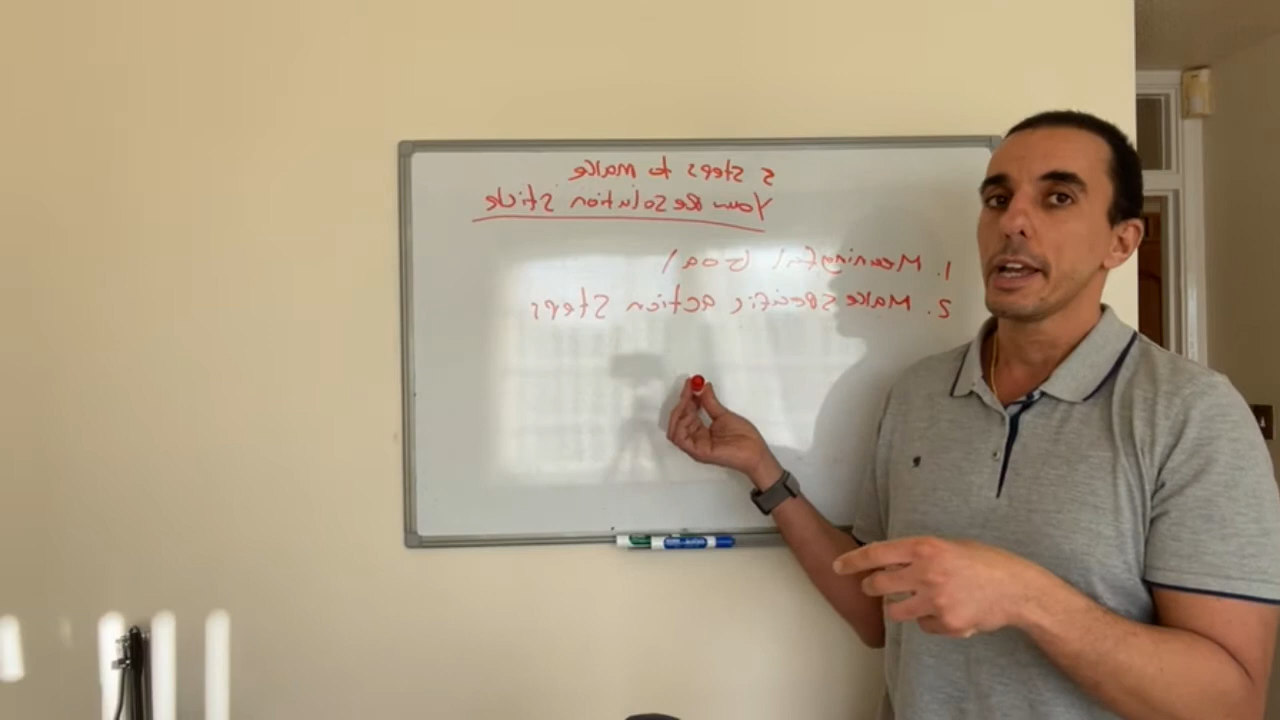 5 Steps to make
Your Resolution stick
1. Meaningful Goal
2. Make specific action steps